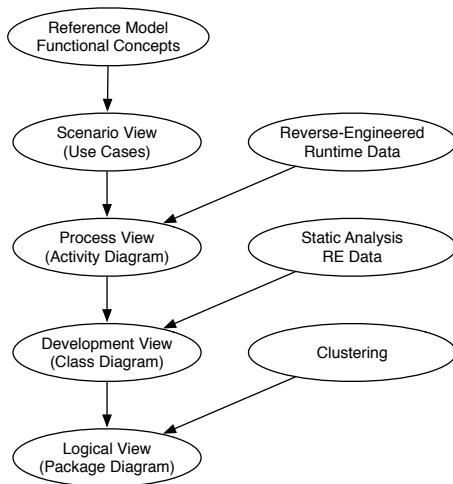 Reference Model
Functional Concepts
Scenario View
(Use Cases)
Reverse-Engineered
Runtime Data
Process View
(Activity Diagram)
Static Analysis
RE Data
Development View
(Class Diagram)
Clustering
Logical View
(Package Diagram)